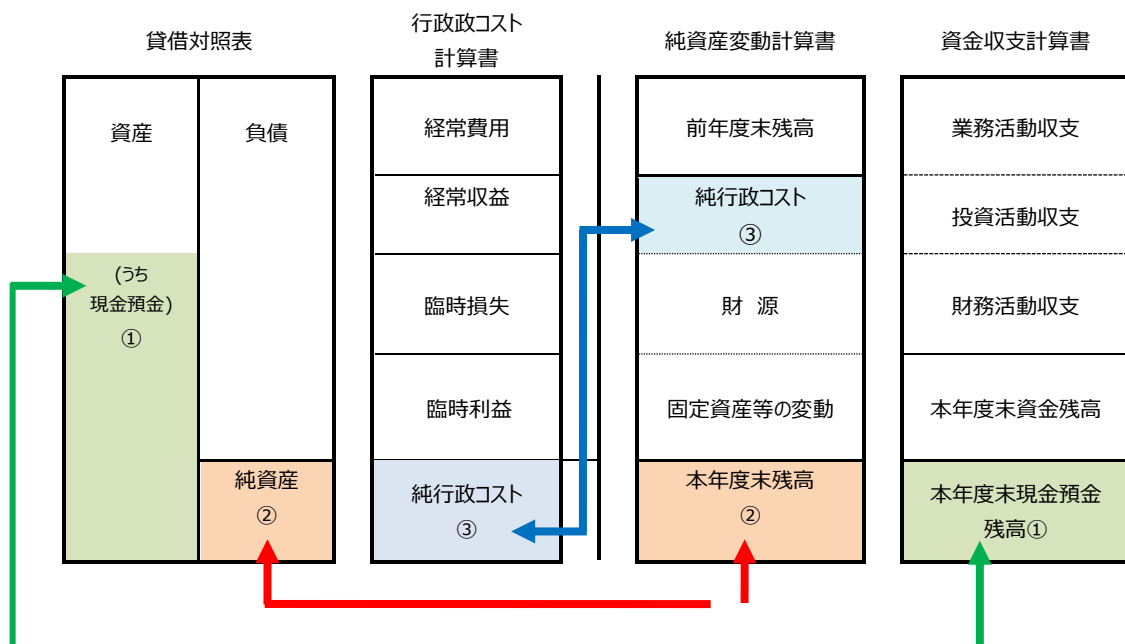 貸借対照表
資産
負債
(うち
現金預金)
①
純資産
②
行政政コスト
計算書
経常費用
経常収益
臨時損失
臨時利益
純行政コスト
③
純資産変動計算書
前年度末残高
純行政コスト
③
財 源
固定資産等の変動
本年度末残高
②
資金収支計算書
業務活動収支
投資活動収支
財務活動収支
本年度末資金残高
本年度末現金預金
残高①